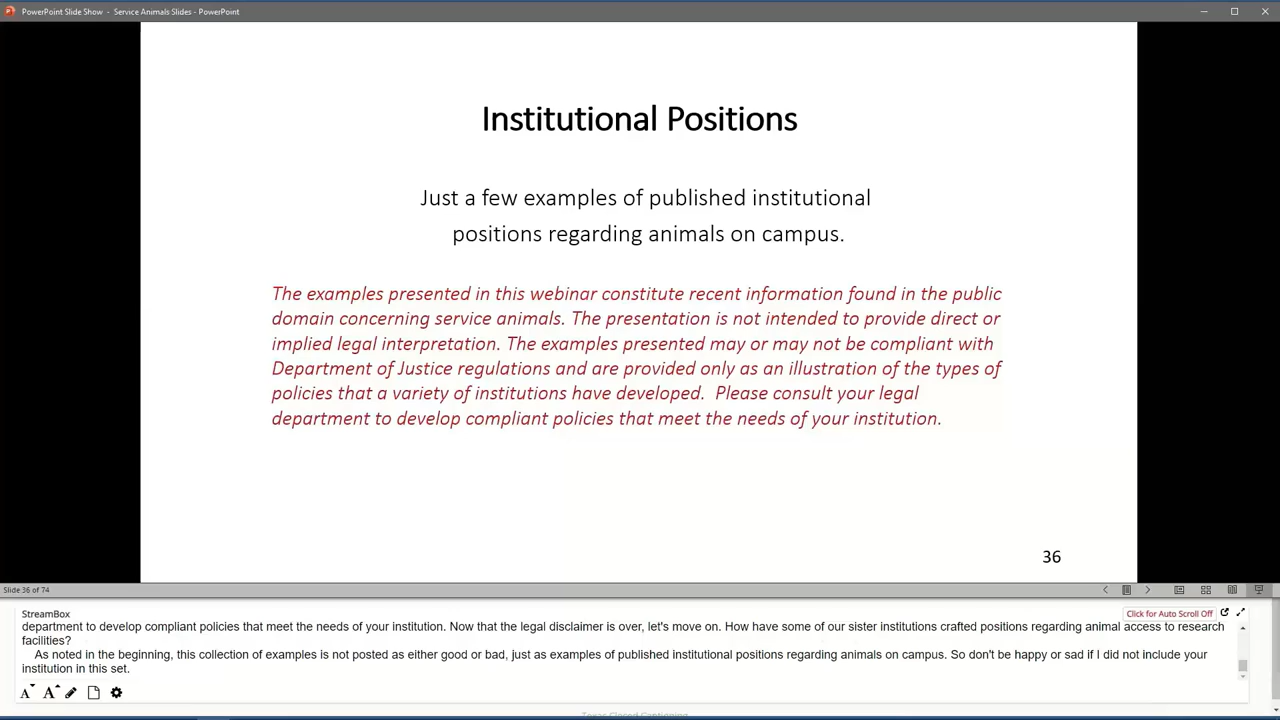 PowerPoint Slide Show - Service Animals Slides - PowerPoint
Institutional Positions
Just a few examples of published institutional
positions regarding animals on campus.
The examples presented in this webinar constitute recent information found in the public
domain concerning service animals. The presentation is not intended to provide direct or
implied legal interpretation. The examples presented may or may not be compliant with
Department of Justice regulations and are provided only as an illustration of the types of
policies that a variety of institutions have developed. Please consult your legal
department to develop compliant policies that meet the needs of your institution.
36
Slide 36 of 74
StreamBox
Click for Auto Scroll Off
department to develop compliant policies that meet the needs of your institution. Now that the legal disclaimer is over, let's move on. How have some of our sister institutions crafted positions regarding animal access to research
facilities?
As noted in the beginning, this collection of examples is not posted as either good or bad, just as examples of published institutional positions regarding animals on campus. So don't be happy or sad if I did not include your
institution in this set.
A A
Texas Closed Captioning